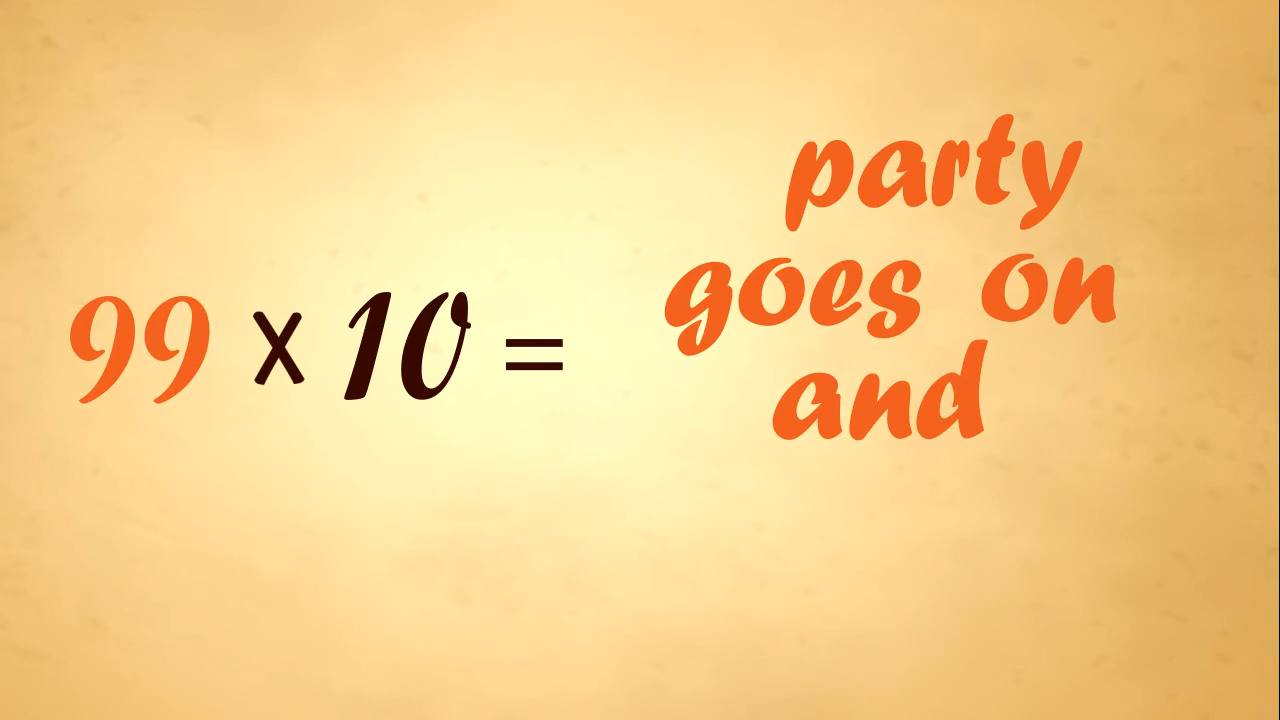 99 x 10 =
party
goes on
and